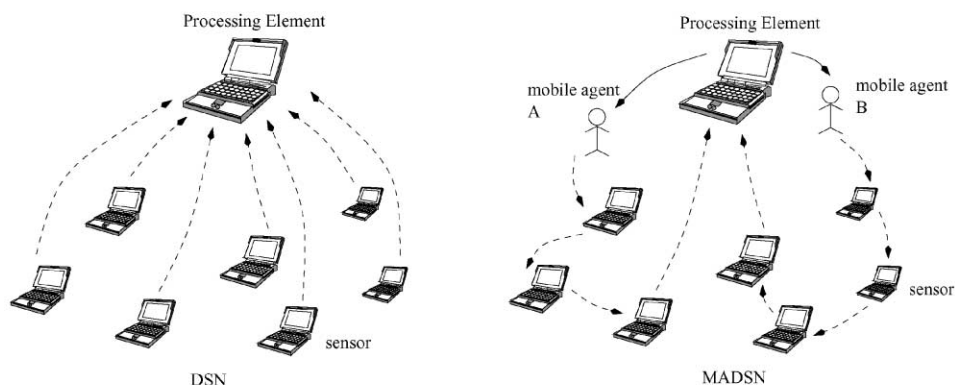 Processing Element
sensor
DSN
Processing Element
mobile agent
A
mobile agent
B
sensor
MADSN